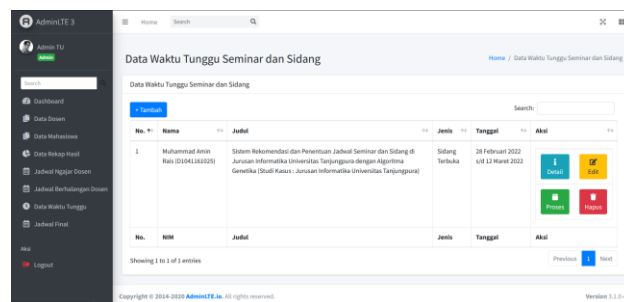 AdminLTE 3
Home
Search
Admin TU
Admin
Search
Dashboard
Data Dosen
Data Mahasiswa
Data Rekap Hasil
Jadwal Ngajar Dosen
Jadwal Berhalangan Dosen
Data Waktu Tunggu
Jadwal Final
Aksi
Logout
Data Waktu Tunggu Seminar dan Sidang
Home / Data Waktu Tunggu Seminar dan Sidang
Data Waktu Tunggu Seminar dan Sidang
+ Tambah
Search:
No. Nama Judul Jenis Tanggal Aksi
1 Muhammad Amin Sistem Rekomendasi dan Penentuan Jadwal Seminar dan Sidang di Sidang 28 Februari 2022
Rais (D1041161025) Jurusan Informatika Universitas Tanjungpura dengan Algoritma Terbuka s/d 12 Maret 2022
Genetika (Studi Kasus : Jurusan Informatika Universitas Tanjungpura)
Detail Edit
Proses Hapus
No. NIM Judul Jenis Tanggal Aksi
Showing 1 to 1 of 1 entries
Previous 1 Next
Copyright © 2014-2020 AdminLTE.io. All rights reserved.
Version 3.1.0-